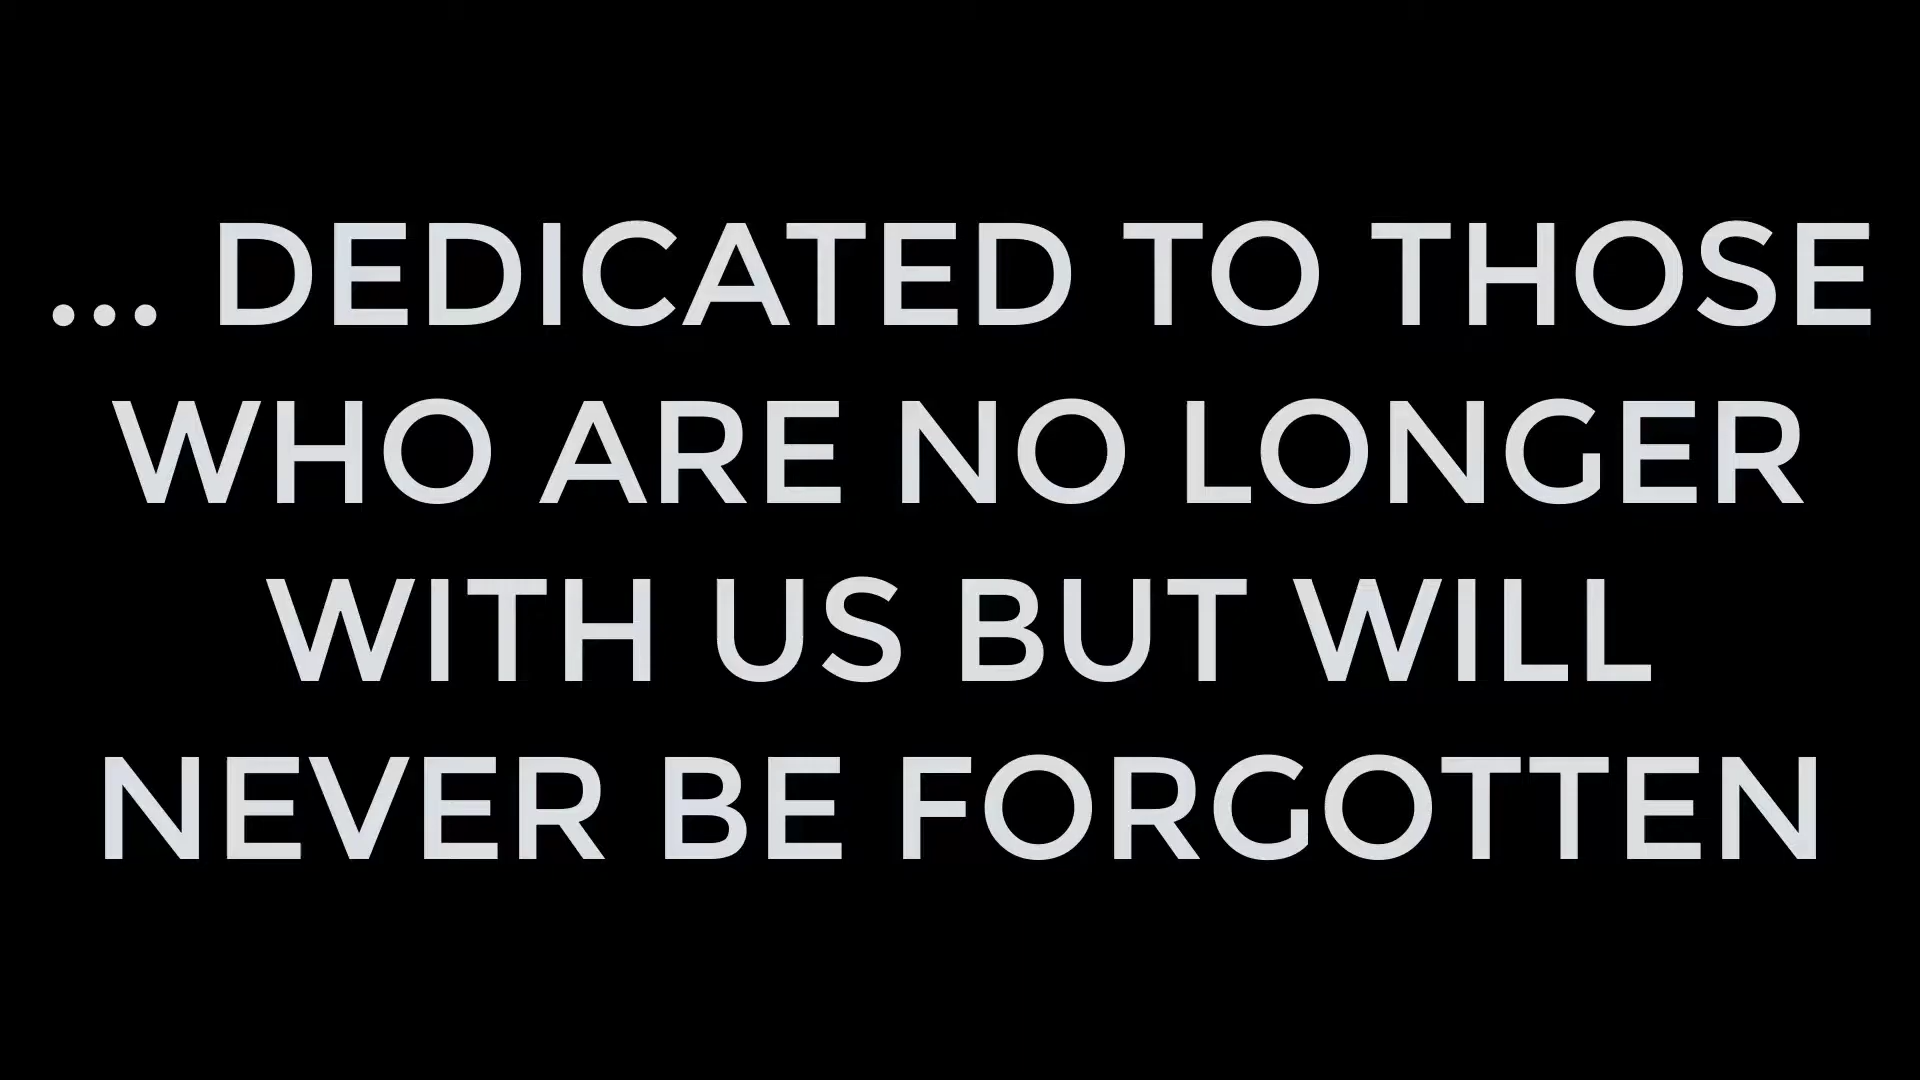 ... DEDICATED TO THOSE
WHO ARE NO LONGER
WITH US BUT WILL
NEVER BE FORGOTTEN